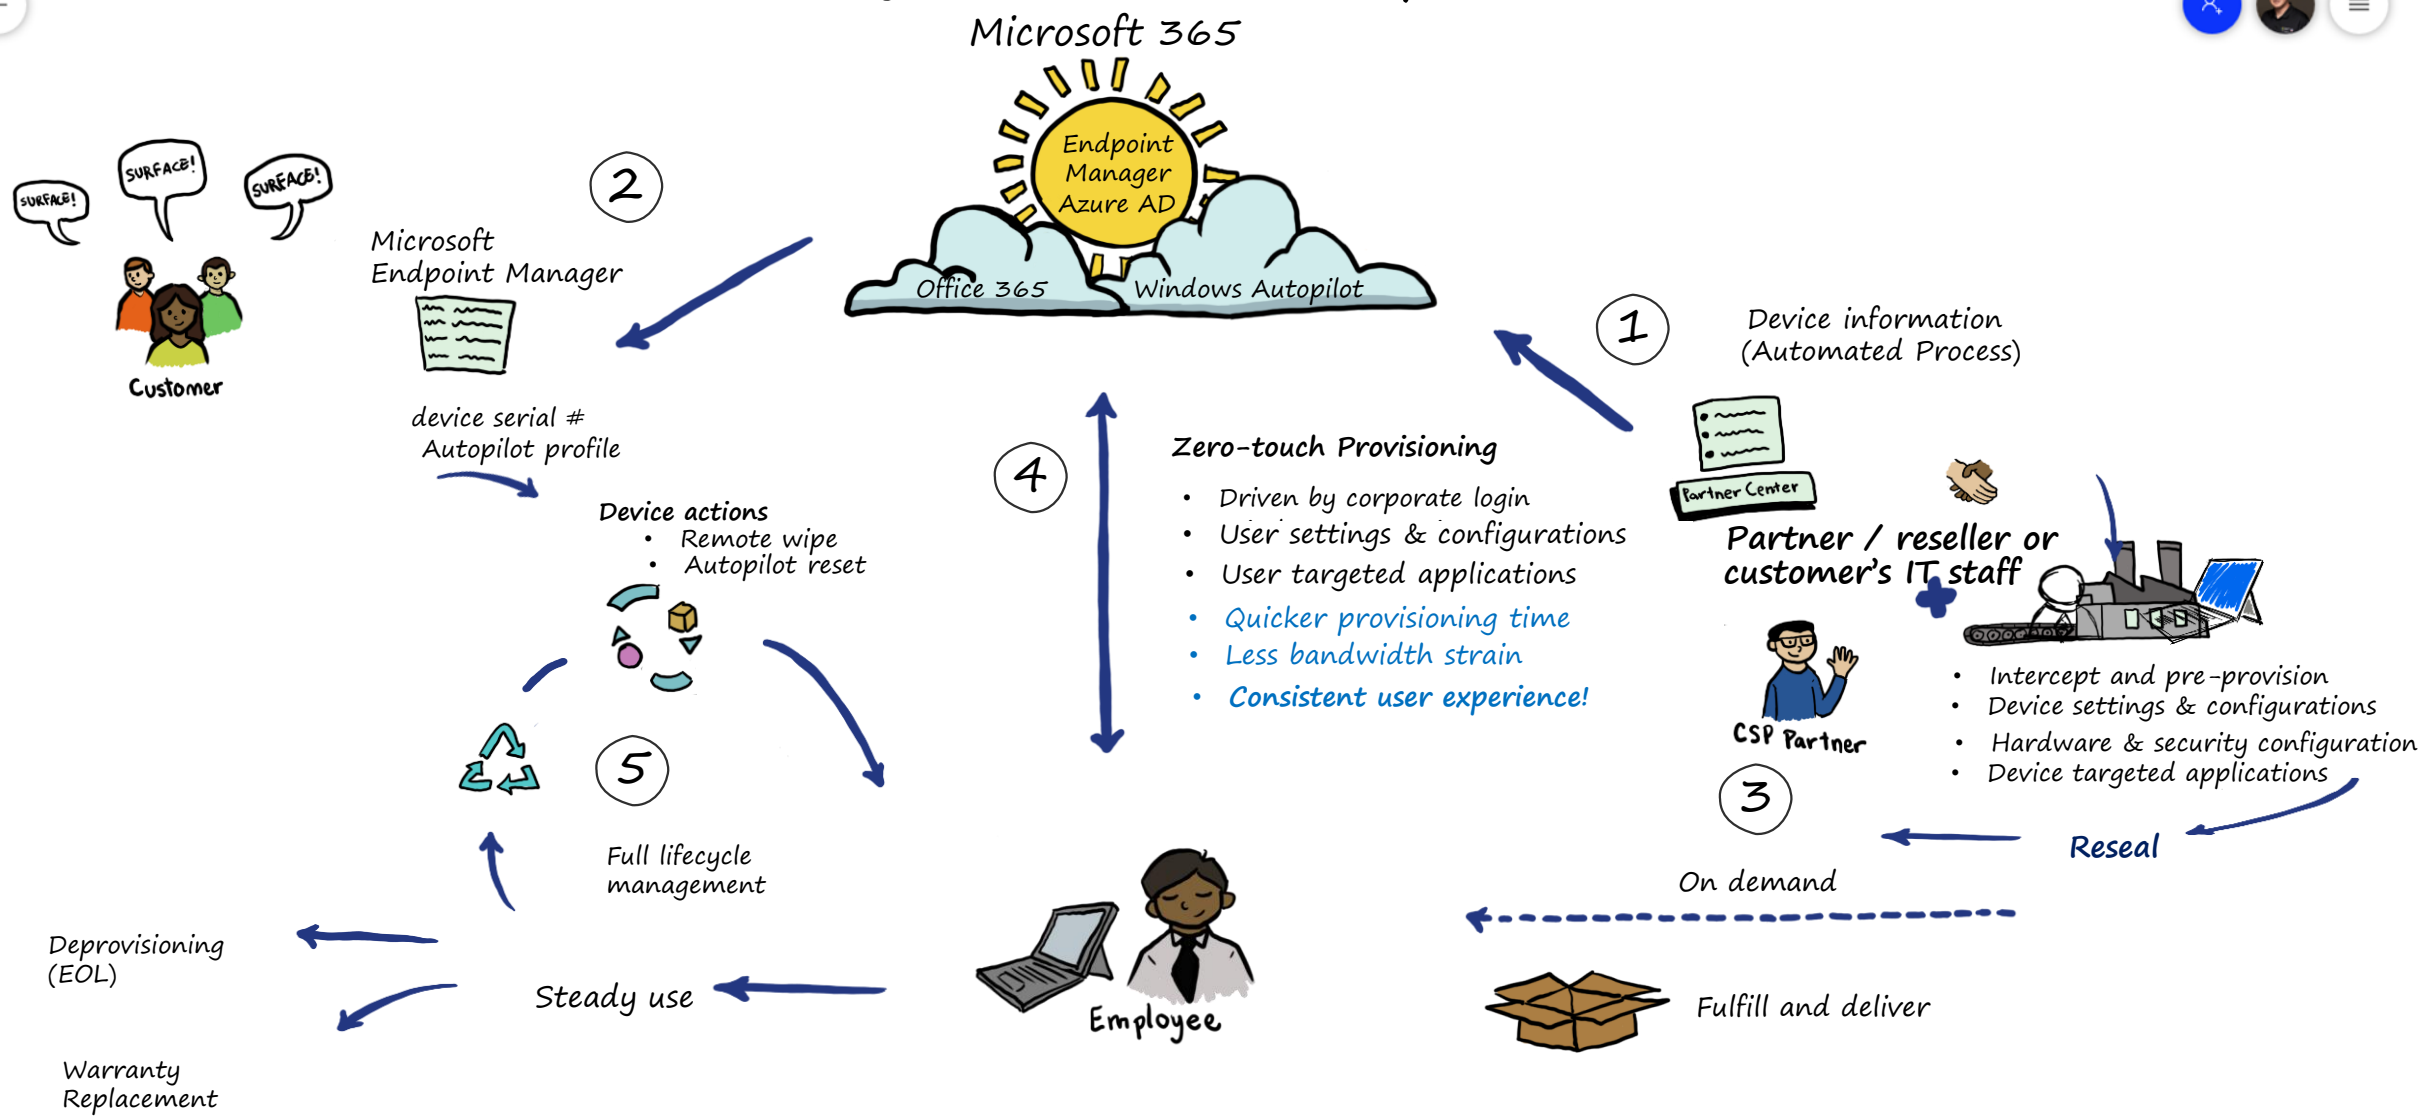 Microsoft 365
Endpoint
Manager
Azure AD
Office 365
Windows Autopilot
SURFACE!
SURFACE!
SURFACE!
Customer
2
Microsoft
Endpoint Manager
device serial #
Autopilot profile
Device actions
• Remote wipe
• Autopilot reset
1
Device information
(Automated Process)
Partner Center
Partner / reseller or
customer's IT staff
CSP Partner
• Intercept and pre-provision
• Device settings & configurations
• Hardware & security configuration
• Device targeted applications
Reseal
3
On demand
Fulfill and deliver
4
Zero-touch Provisioning
• Driven by corporate login
• User settings & configurations
• User targeted applications
• Quicker provisioning time
• Less bandwidth strain
• Consistent user experience!
Employee
5
Full lifecycle
management
Steady use
Deprovisioning
(EOL)
Warranty
Replacement